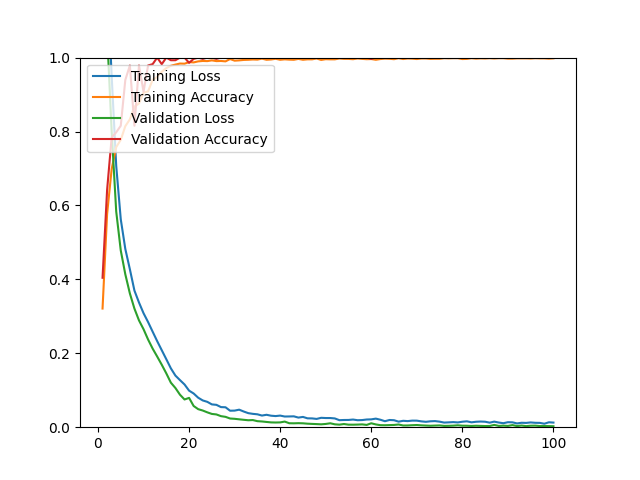 1.0
0.8
0.6
0.4
0.2
0.0
0 20 40 60 80 100
Training Loss
Training Accuracy
Validation Loss
Validation Accuracy